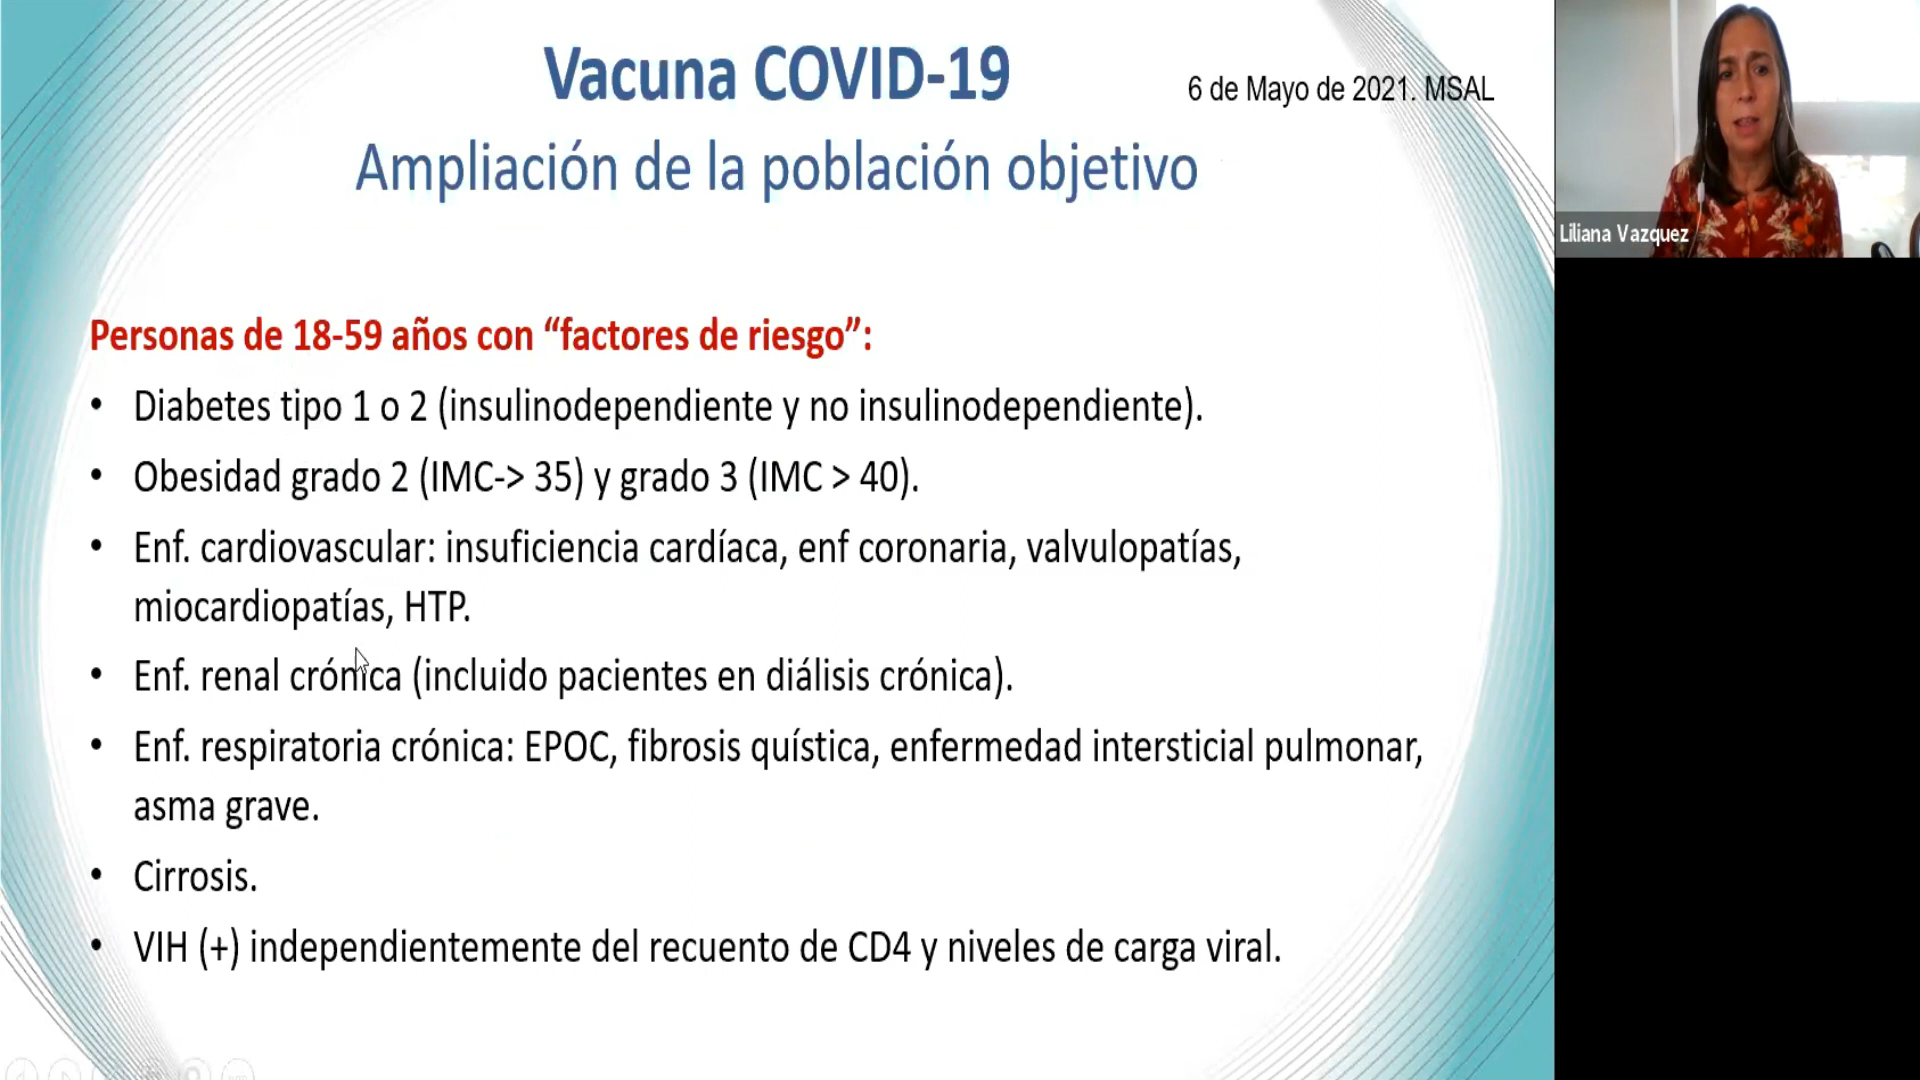 Vacuna COVID-19
6 de Mayo de 2021. MSAL
Ampliación de la población objetivo
Liliana Vazquez
Personas de 18-59 años con “factores de riesgo”:
• Diabetes tipo 1 o 2 (insulinodependiente y no insulinodependiente).
• Obesidad grado 2 (IMC-> 35) y grado 3 (IMC > 40).
• Enf. cardiovascular: insuficiencia cardíaca, enf coronaria, valvulopatías,
miocardiopatías, HTP.
• Enf. renal crónica (incluido pacientes en diálisis crónica).
• Enf. respiratoria crónica: EPOC, fibrosis quística, enfermedad intersticial pulmonar,
asma grave.
• Cirrosis.
• VIH (+) independientemente del recuento de CD4 y niveles de carga viral.